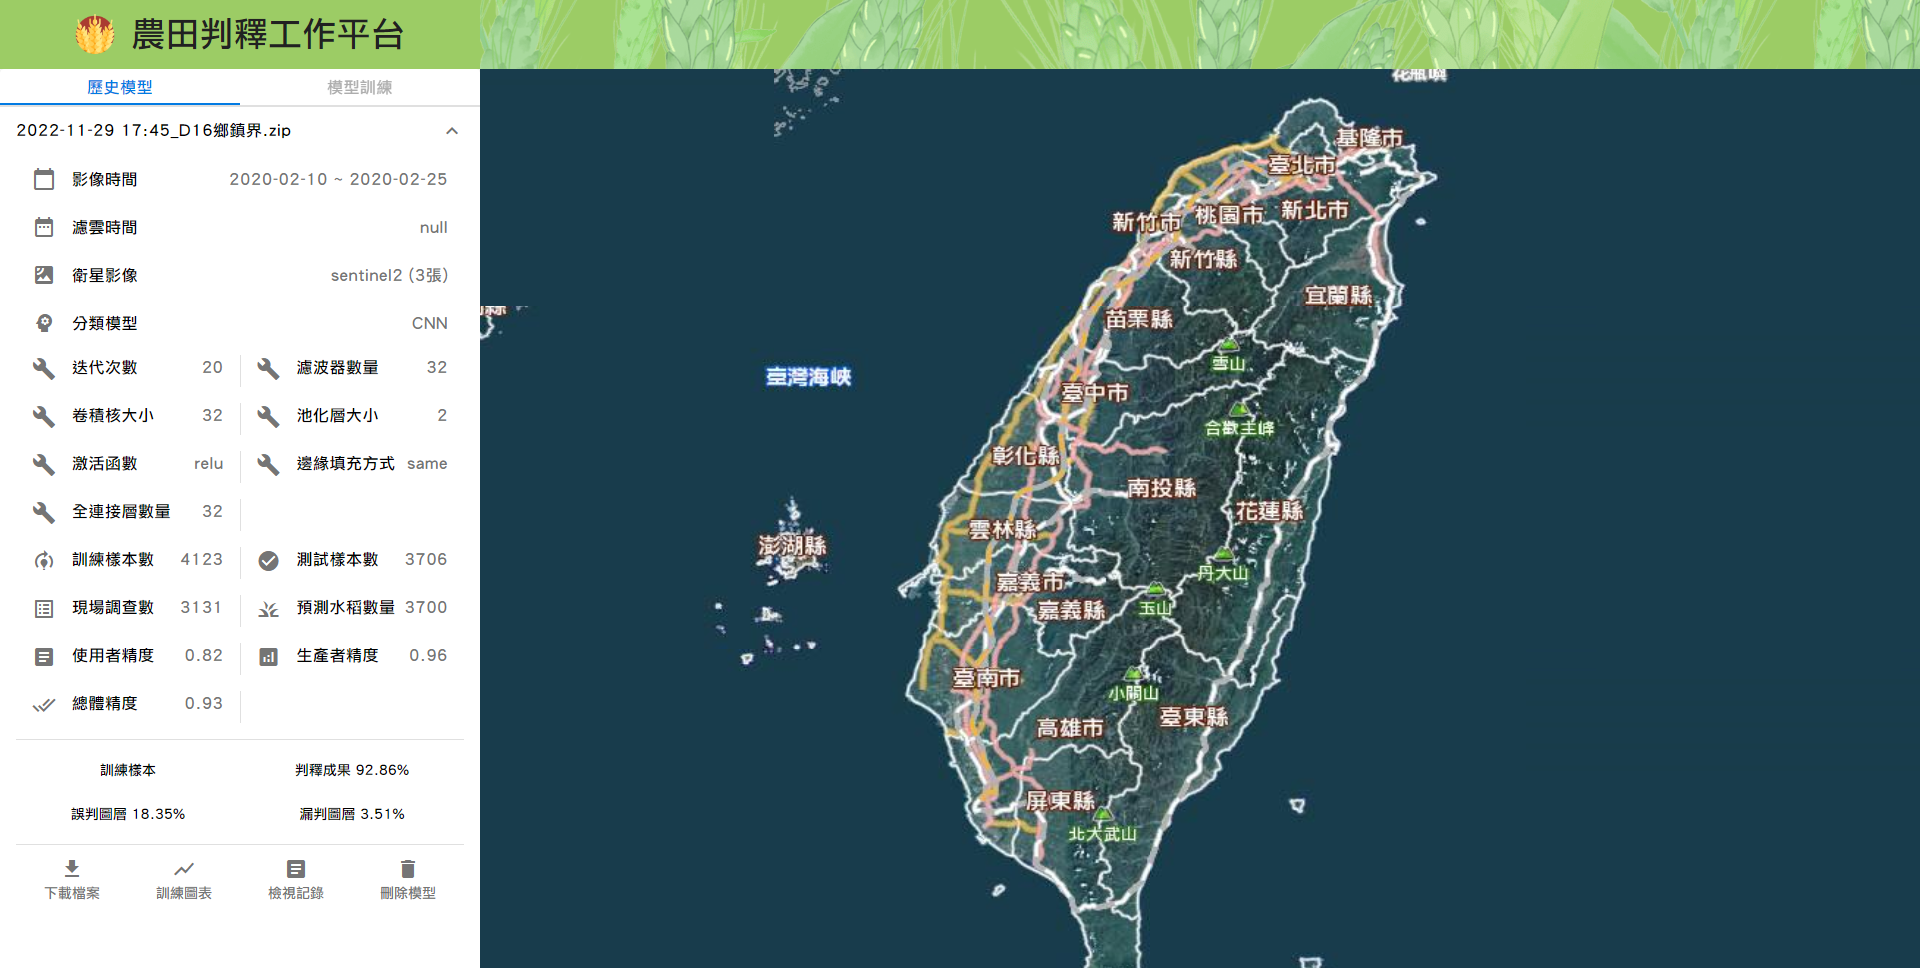 農田判釋工作平台
歷史模型 模型訓練
2022-11-29 17:45_D16鄉鎮界.zip
影像時間 2020-02-10 ~ 2020-02-25
濾雲時間 null
衛星影像 sentinel2 (3張)
分類模型 CNN
迭代次數 20 濾波器數量 32
卷積核大小 32 池化層大小 2
激活函數 relu 邊緣填充方式 same
全連接層數量 32
訓練樣本數 4123 測試樣本數 3706
現場調查數 3131 預測水稻數量 3700
使用者精度 0.82 生產者精度 0.96
總體精度 0.93
訓練樣本 判釋成果 92.86%
誤判圖層 18.35% 漏判圖層 3.51%
下載檔案 訓練圖表 檢視記錄 刪除模型
花瓶嶼
基隆市
臺北市
新竹市 桃園市 新北市
新竹縣
宜蘭縣
苗栗縣
雪山
臺灣海峽
臺中市
合歡主峰
彰化縣
南投縣
花蓮縣
雲林縣
澎湖縣
丹大山
嘉義市
玉山
嘉義縣
臺南市
小關山
臺東縣
高雄市
屏東縣
北大武山